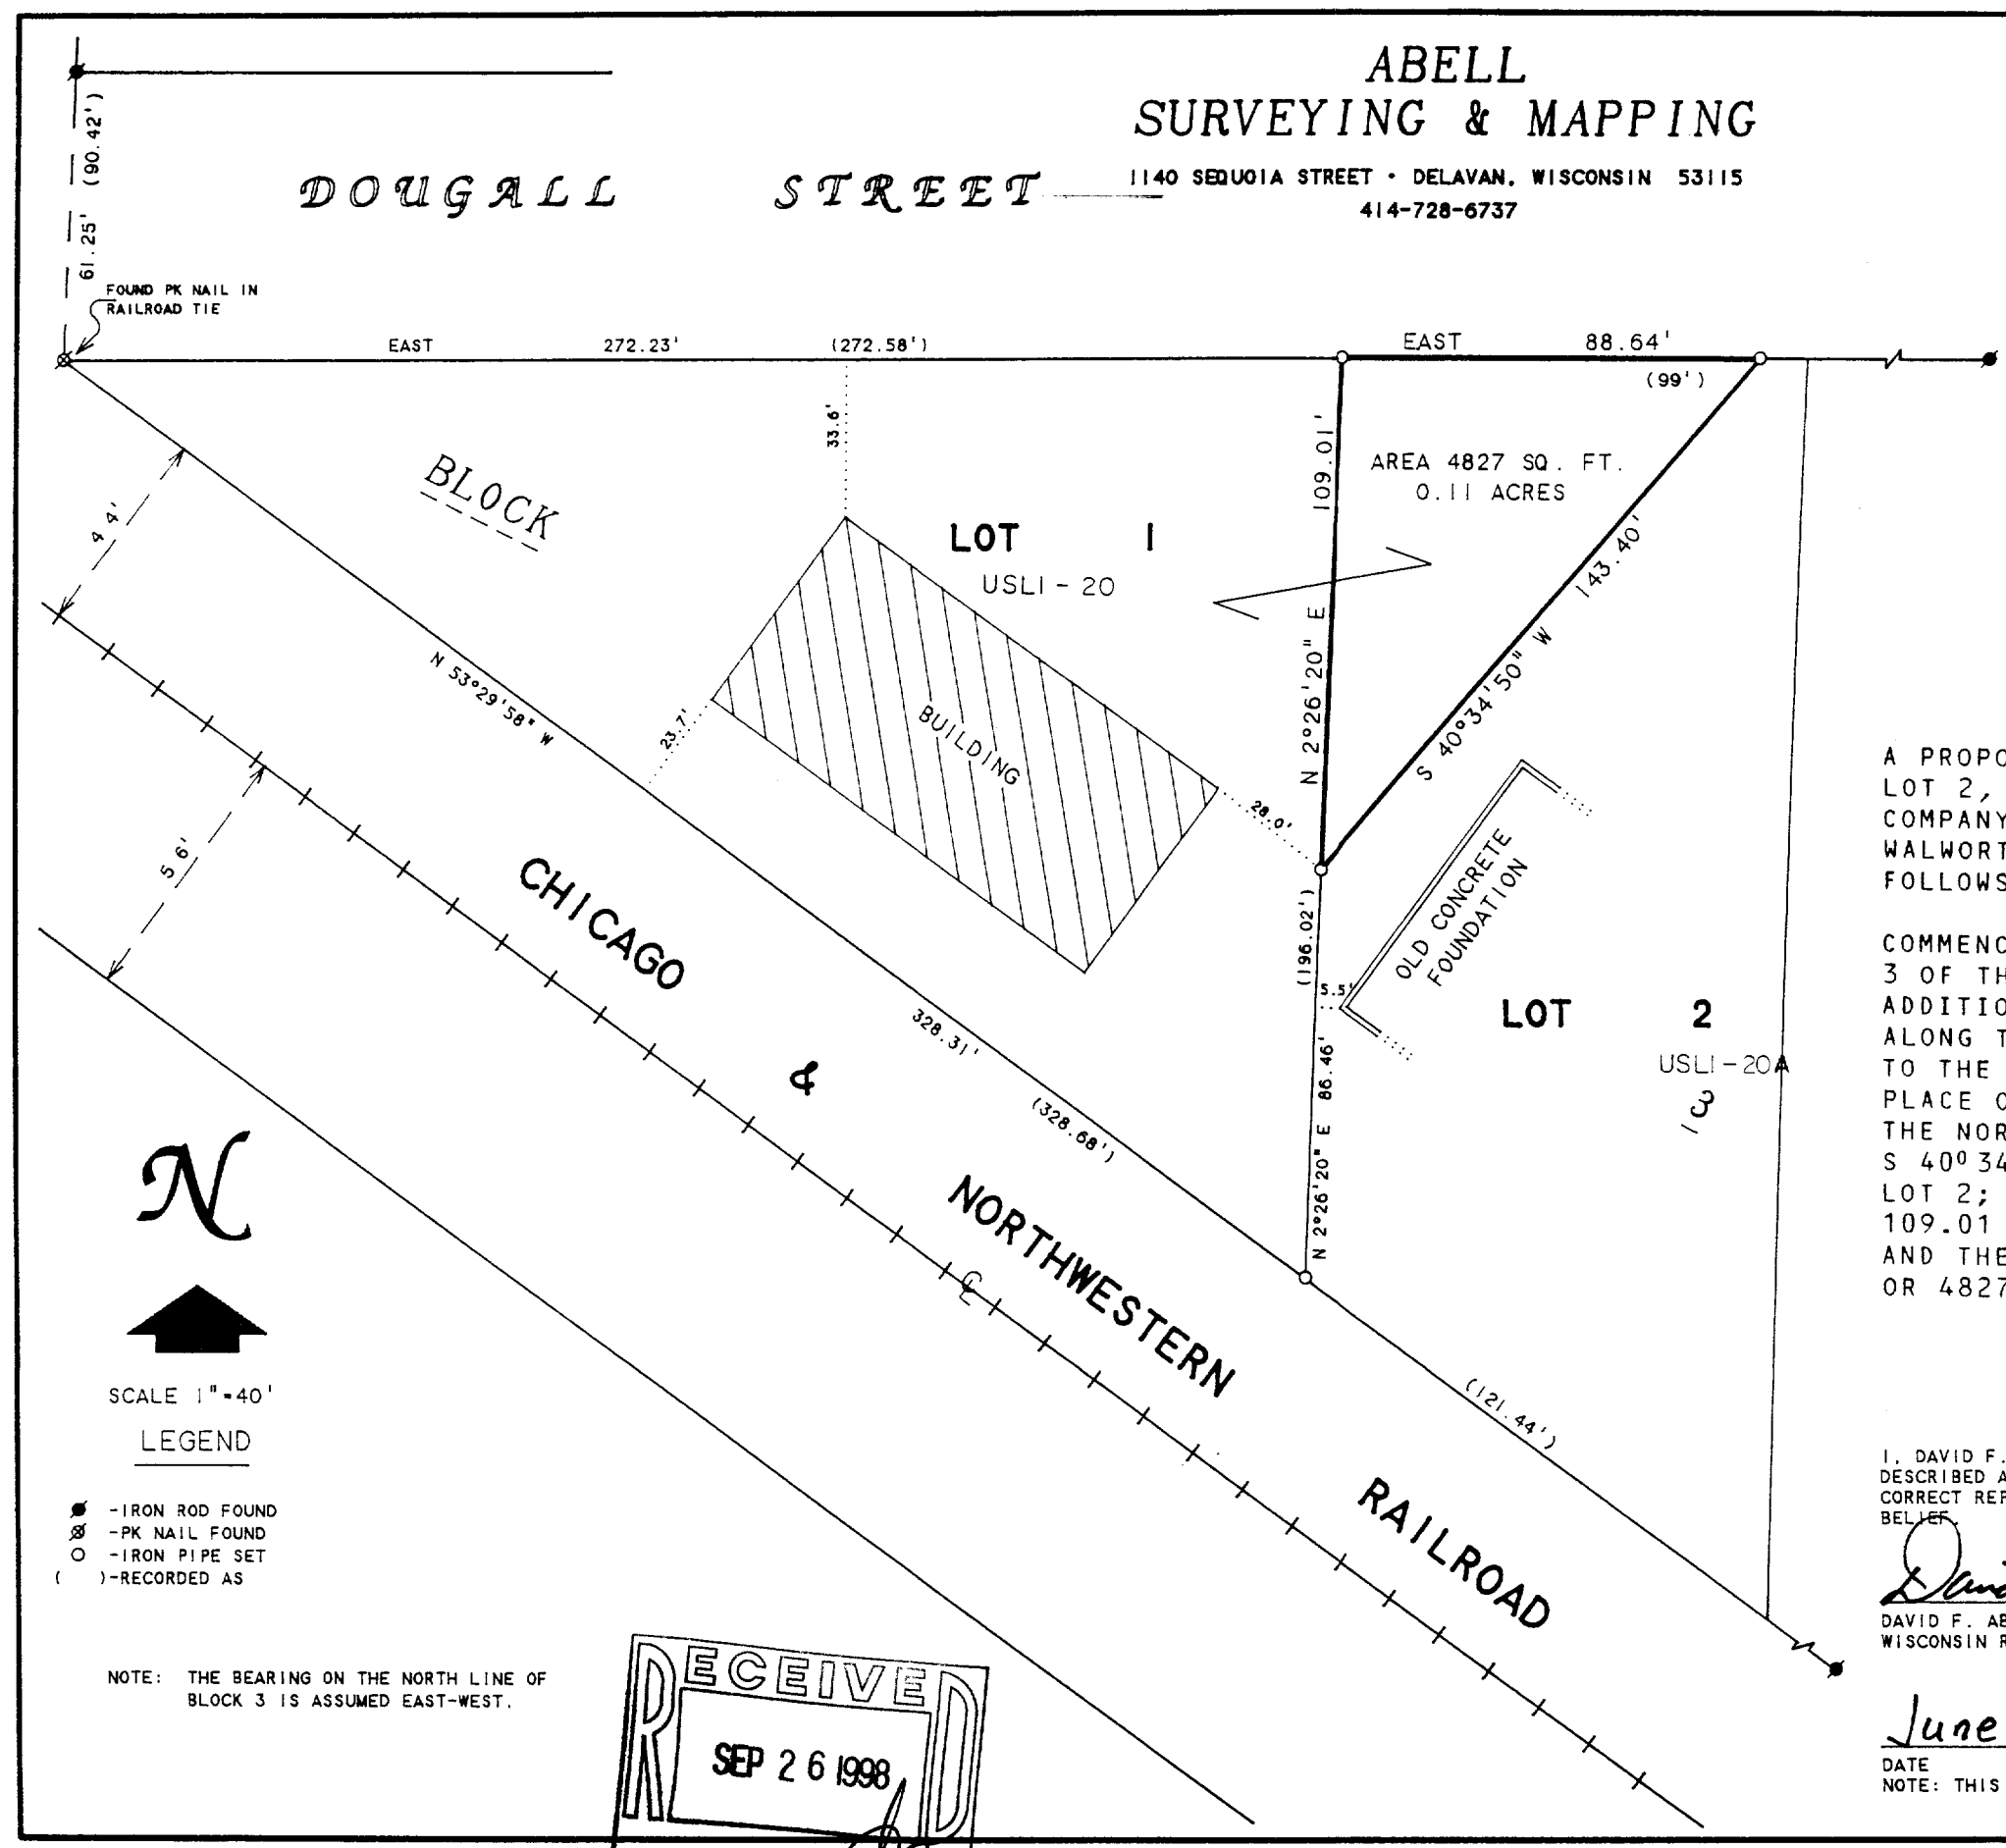 ABELL
SURVEYING & MAPPING
1140 SEQUOIA STREET · DELAVAN, WISCONSIN 53115
414-728-6737
61.25' (90.42')
DOUGALL STREET
FOUND PK NAIL IN
RAILROAD TIE
EAST 272.23' (272.58')
EAST 88.64'
(99')
33.6'
109.01'
AREA 4827 SQ. FT.
0.11 ACRES
BLOCK
44'
LOT 1
USLI-20
143.40'
N 2°26'20" E
S 40°34'50" W
N 53°29'58" W
23.7'
BUILDING
28.0'
56'
CHICAGO
&
NORTHWESTERN
RAILROAD
OLD CONCRETE
FOUNDATION
(196.02')
5.5'
LOT 2
USLI-20A
3
328.31'
(328.68')
N 2°26'20" E 86.46'
(121.44')
N
SCALE 1"=40'
LEGEND
-IRON ROD FOUND
-PK NAIL FOUND
-IRON PIPE SET
( )-RECORDED AS
NOTE: THE BEARING ON THE NORTH LINE OF
BLOCK 3 IS ASSUMED EAST-WEST.
RECEIVED
SEP 26 1998
A PROPO
LOT 2,
COMPANY
WALWORT
FOLLOWS
COMMENC
3 OF TH
ADDITIO
ALONG T
TO THE
PLACE O
THE NOR
S 40°34
LOT 2;
109.01
AND THE
OR 4827
I, DAVID F.
DESCRIBED A
CORRECT REP
BELIEF.
DAVID F. AB
WISCONSIN R
June
DATE
NOTE: THIS